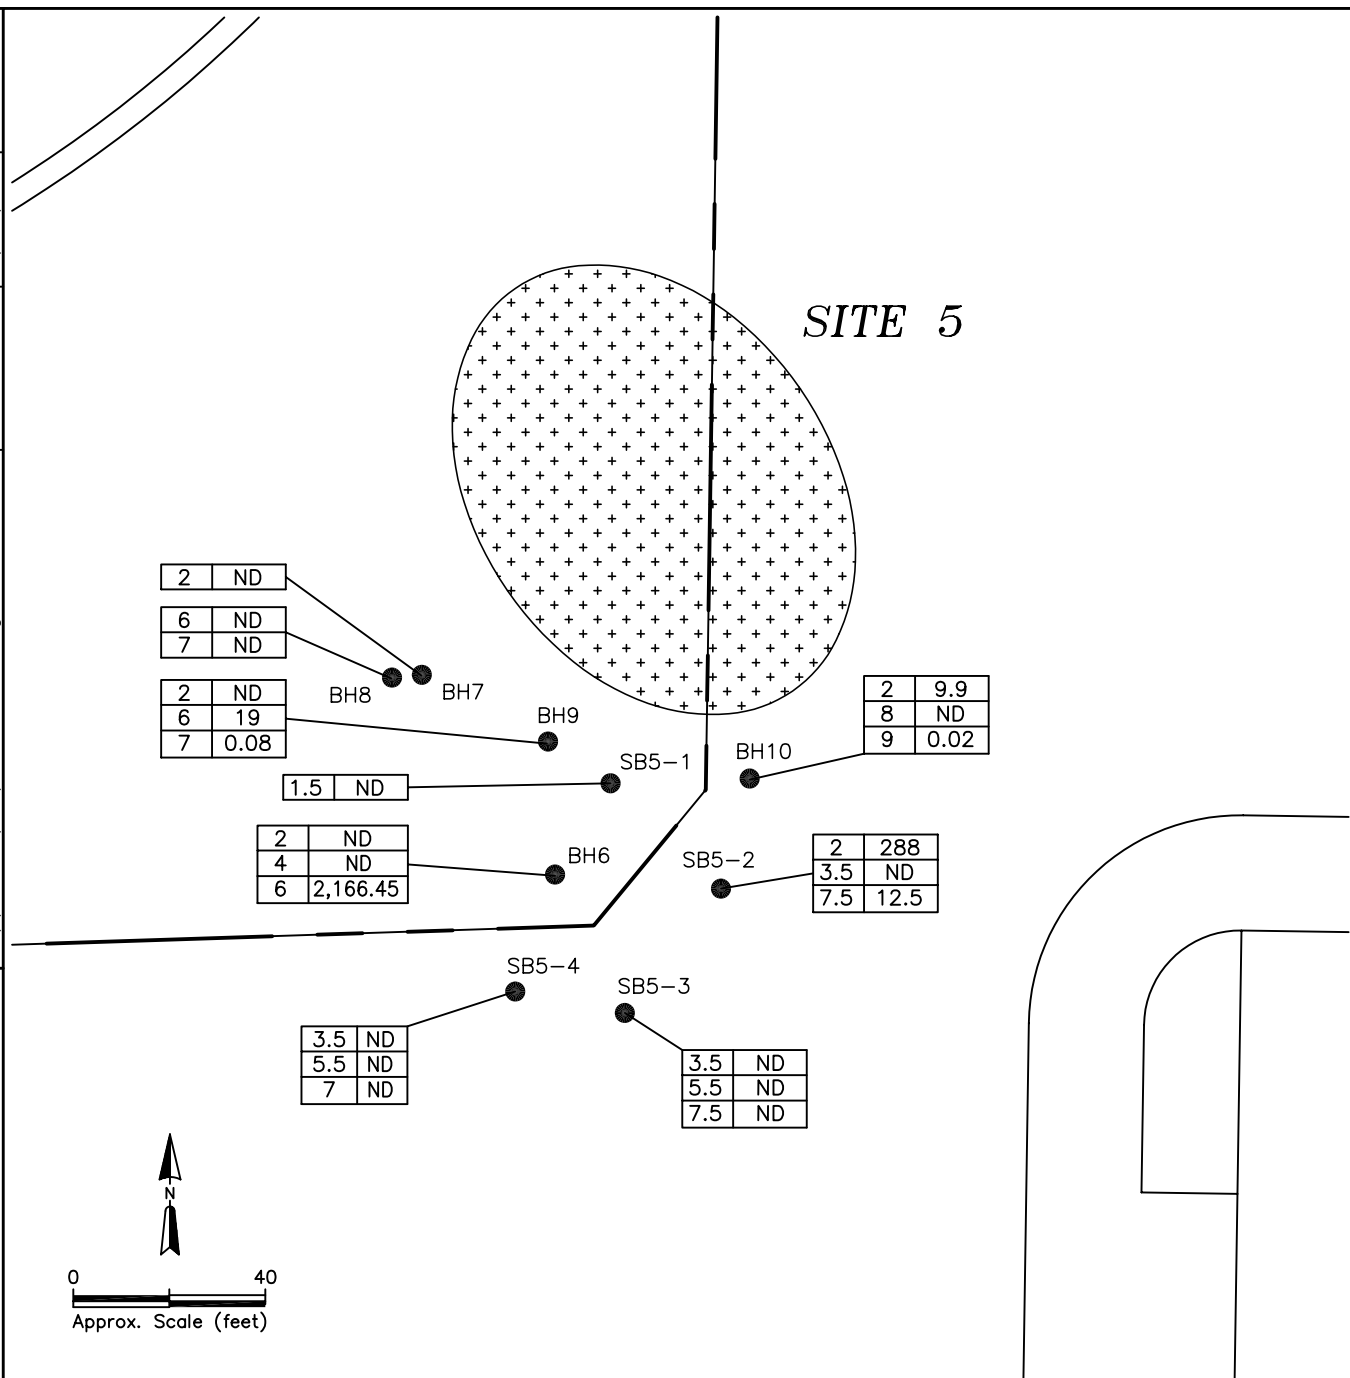 SITE 5
2 ND
6 ND
7 ND
BH8
BH7
2 ND
6 19
7 0.08
BH9
2 9.9
8 ND
9 0.02
BH10
SB5-1
1.5 ND
2 ND
4 ND
6 2,166.45
BH6
SB5-2
2 288
3.5 ND
7.5 12.5
SB5-4
SB5-3
3.5 ND
5.5 ND
7 ND
3.5 ND
5.5 ND
7.5 ND
N
0 40
Approx. Scale (feet)